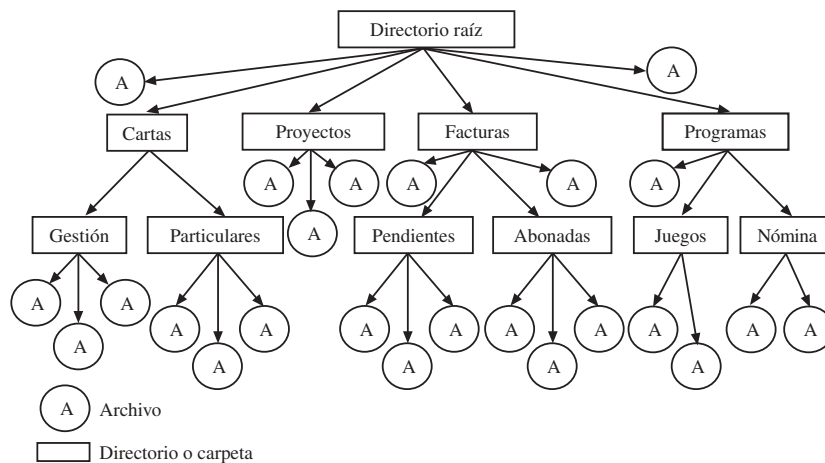 Directorio raíz
A
A
Cartas Proyectos Facturas Programas
A A A A A
A
Gestión Particulares Pendientes Abonadas Juegos Nómina
A A A A A A A A A A A A
A A A A A
A Archivo
Directorio o carpeta